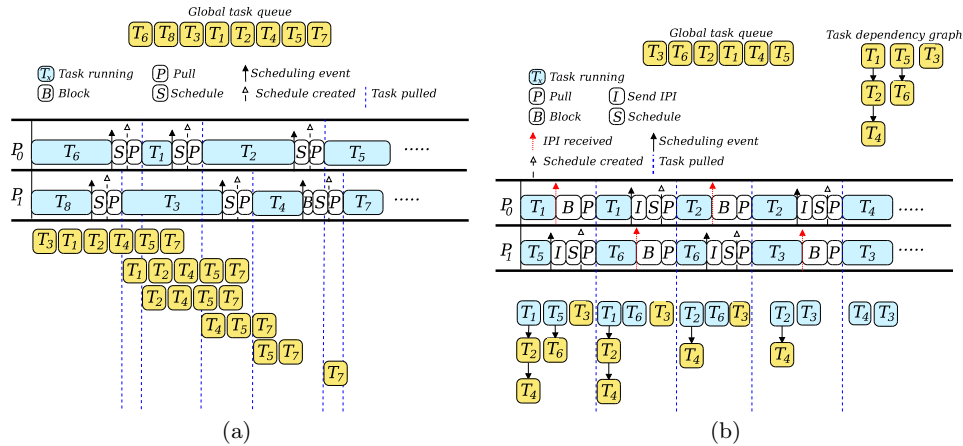 Global task queue
T6 T8 T3 T1 T2 T4 T5 T7
Tx Task running P Pull Scheduling event
B Block S Schedule Schedule created Task pulled
P0 T6 S P T1 S P T2 S P T5 .....
P1 T8 S P T3 S P T4 B S P T7 .....
T3 T1 T2 T4 T5 T7
T1 T2 T4 T5 T7
T2 T4 T5 T7
T4 T5 T7
T5 T7
T7
(a)
Global task queue
T3 T6 T2 T1 T4 T5
Task dependency graph
T1 T5 T3
T2 T6
T4
Tx Task running
P Pull I Send IPI
B Block S Schedule
IPI received Scheduling event
Schedule created Task pulled
P0 T1 B P T1 I S P T2 B P T2 I S P T4 .....
P1 T5 I S P T6 B P T6 I S P T3 B P T3 .....
T1 T5 T3 T1 T6 T3 T2 T6 T3 T2 T3 T4 T3
T2 T6 T2 T4 T4
T4 T4
(b)